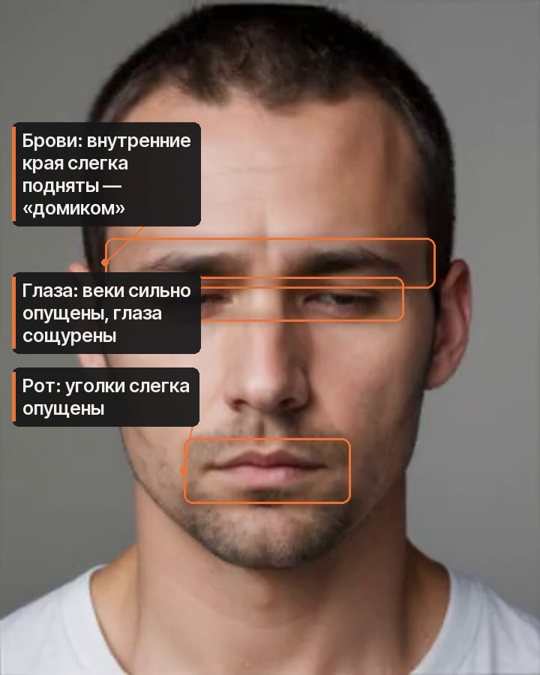 Брови: внутренние
края слегка
подняты —
«домиком»
Глаза: веки сильно
опущены, глаза
сощурены
Рот: уголки слегка
опущены